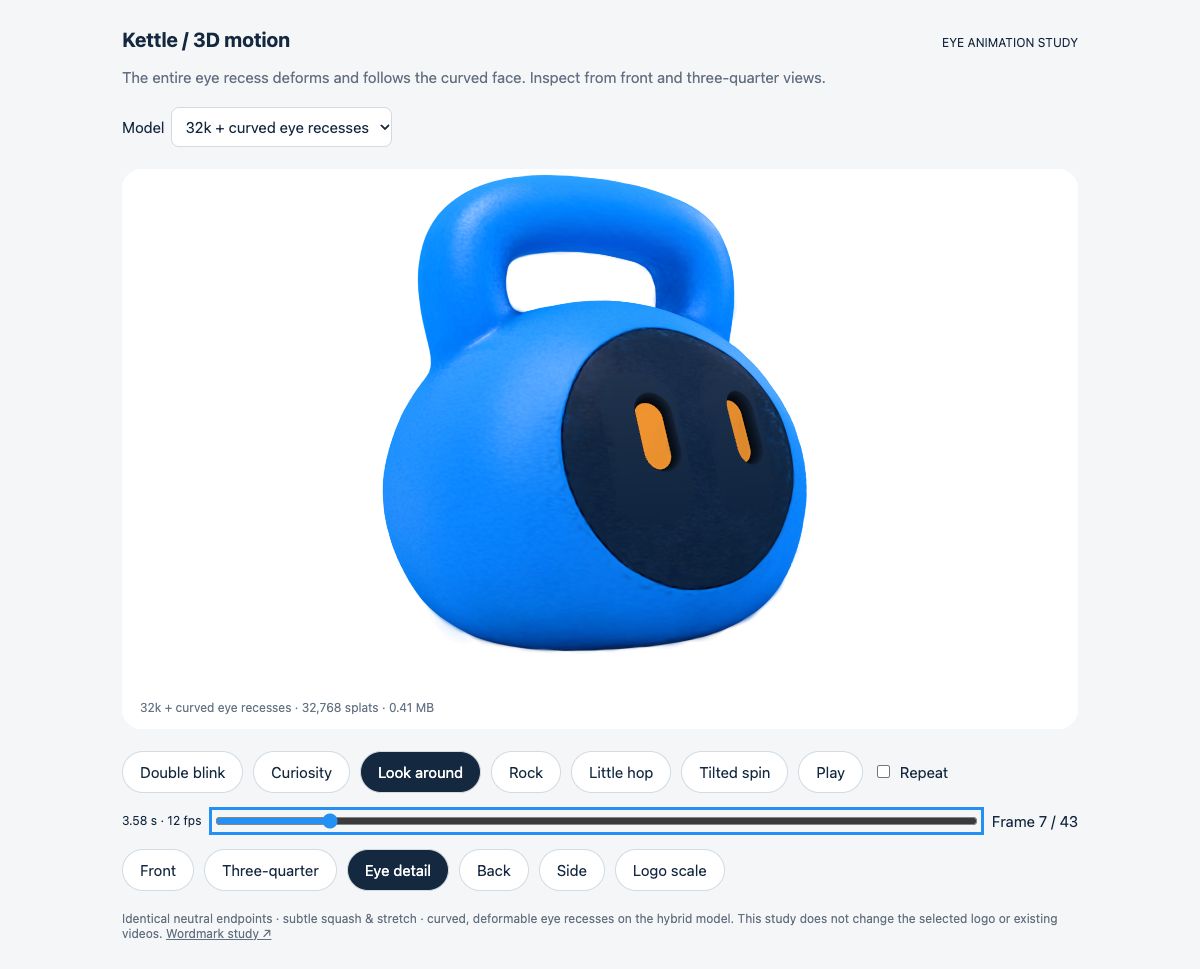 Kettle / 3D motion
EYE ANIMATION STUDY
The entire eye recess deforms and follows the curved face. Inspect from front and three-quarter views.
Model 32k + curved eye recesses
32k + curved eye recesses · 32,768 splats · 0.41 MB
Double blink Curiosity Look around Rock Little hop Tilted spin Play Repeat
3.58 s · 12 fps Frame 7 / 43
Front Three-quarter Eye detail Back Side Logo scale
Identical neutral endpoints · subtle squash & stretch · curved, deformable eye recesses on the hybrid model. This study does not change the selected logo or existing
videos. Wordmark study ↗